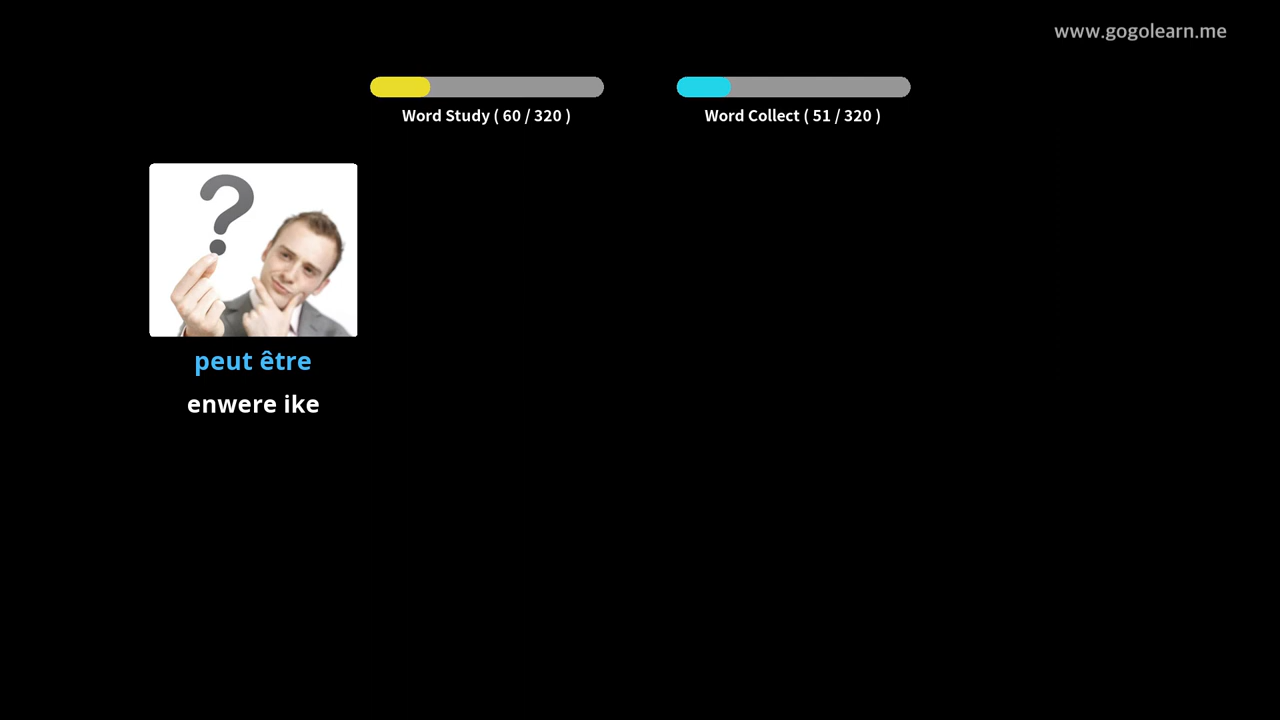 www.gogolearn.me
Word Study ( 60 / 320 )
Word Collect ( 51 / 320 )
peut être
enwere ike